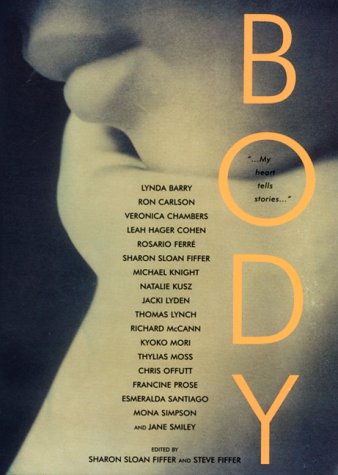 BODY
"...My
heart
tells
stories..."
LYNDA BARRY
RON CARLSON
VERONICA CHAMBERS
LEAH HAGER COHEN
ROSARIO FERRÉ
SHARON SLOAN FIFFER
MICHAEL KNIGHT
NATALIE KUSZ
JACKI LYDEN
THOMAS LYNCH
RICHARD McCANN
KYOKO MORI
THYLIAS MOSS
CHRIS OFFUTT
FRANCINE PROSE
ESMERALDA SANTIAGO
MONA SIMPSON
AND JANE SMILEY
EDITED BY
SHARON SLOAN FIFFER AND STEVE FIFFER